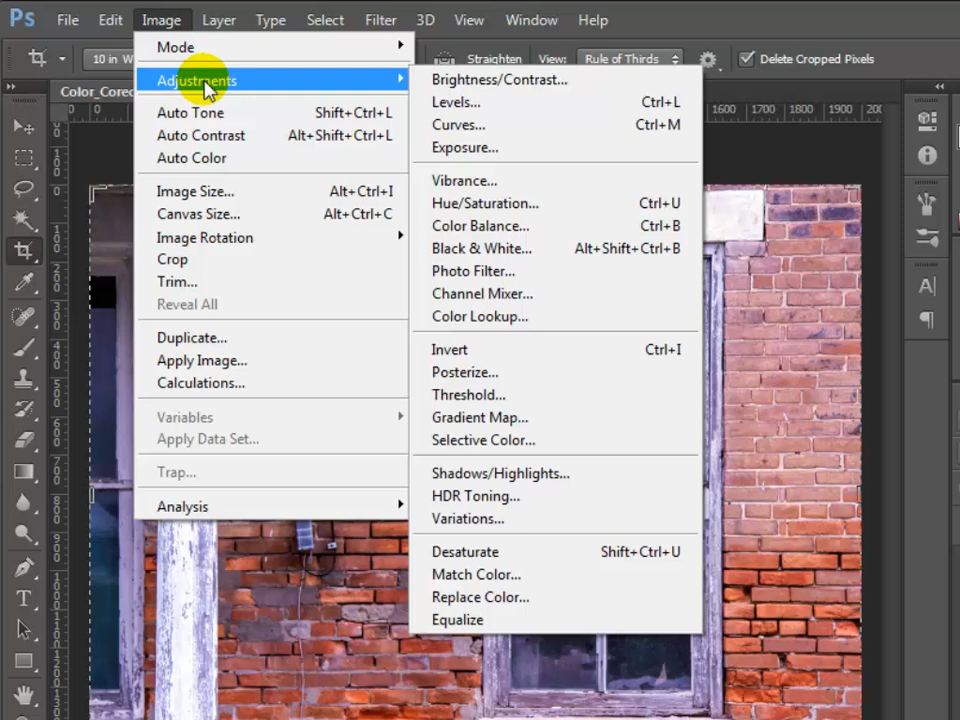 Ps File Edit Image Layer Type Select Filter 3D View Window Help
10 in Straighten View: Rule of Thirds Delete Cropped Pixels
Mode
Adjustments
Auto Tone Shift+Ctrl+L
Auto Contrast Alt+Shift+Ctrl+L
Auto Color
Image Size... Alt+Ctrl+I
Canvas Size... Alt+Ctrl+C
Image Rotation
Crop
Trim...
Reveal All
Duplicate...
Apply Image...
Calculations...
Variables
Apply Data Set...
Trap...
Analysis
Brightness/Contrast...
Levels... Ctrl+L
Curves... Ctrl+M
Exposure...
Vibrance...
Hue/Saturation... Ctrl+U
Color Balance... Ctrl+B
Black & White... Alt+Shift+Ctrl+B
Photo Filter...
Channel Mixer...
Color Lookup...
Invert Ctrl+I
Posterize...
Threshold...
Gradient Map...
Selective Color...
Shadows/Highlights...
HDR Toning...
Variations...
Desaturate Shift+Ctrl+U
Match Color...
Replace Color...
Equalize
1600 1700 1800 1900